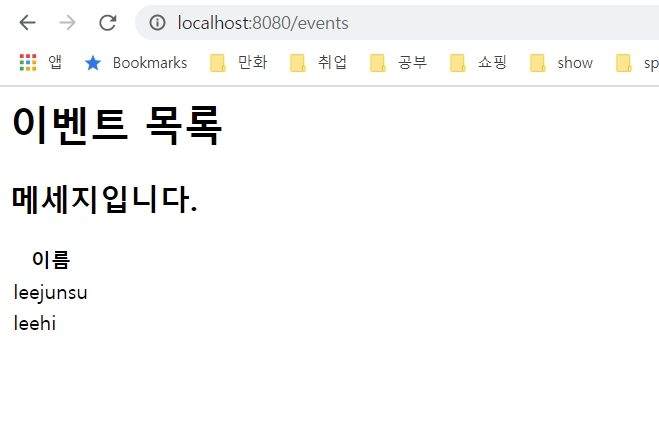 localhost:8080/events
앱 Bookmarks 만화 취업 공부 쇼핑 show sp
이벤트 목록
메세지입니다.
이름
leejunsu
leehi